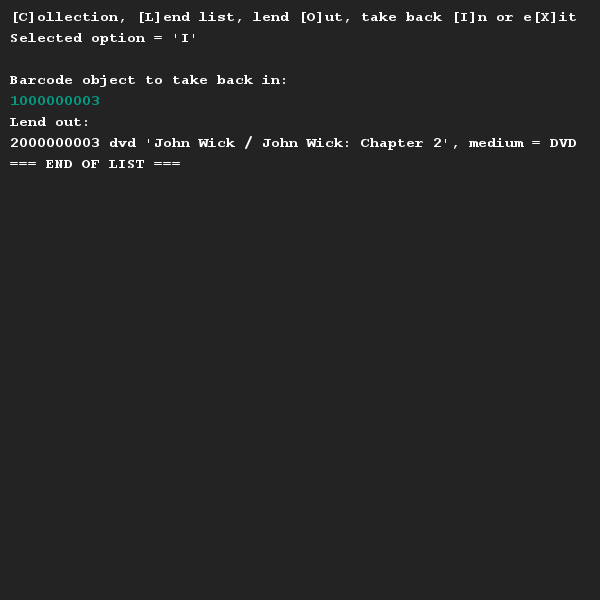 [C]ollection, [L]end list, lend [O]ut, take back [I]n or e[X]it
Selected option = 'I'
Barcode object to take back in:
1000000003
Lend out:
2000000003 dvd 'John Wick / John Wick: Chapter 2', medium = DVD
=== END OF LIST ===